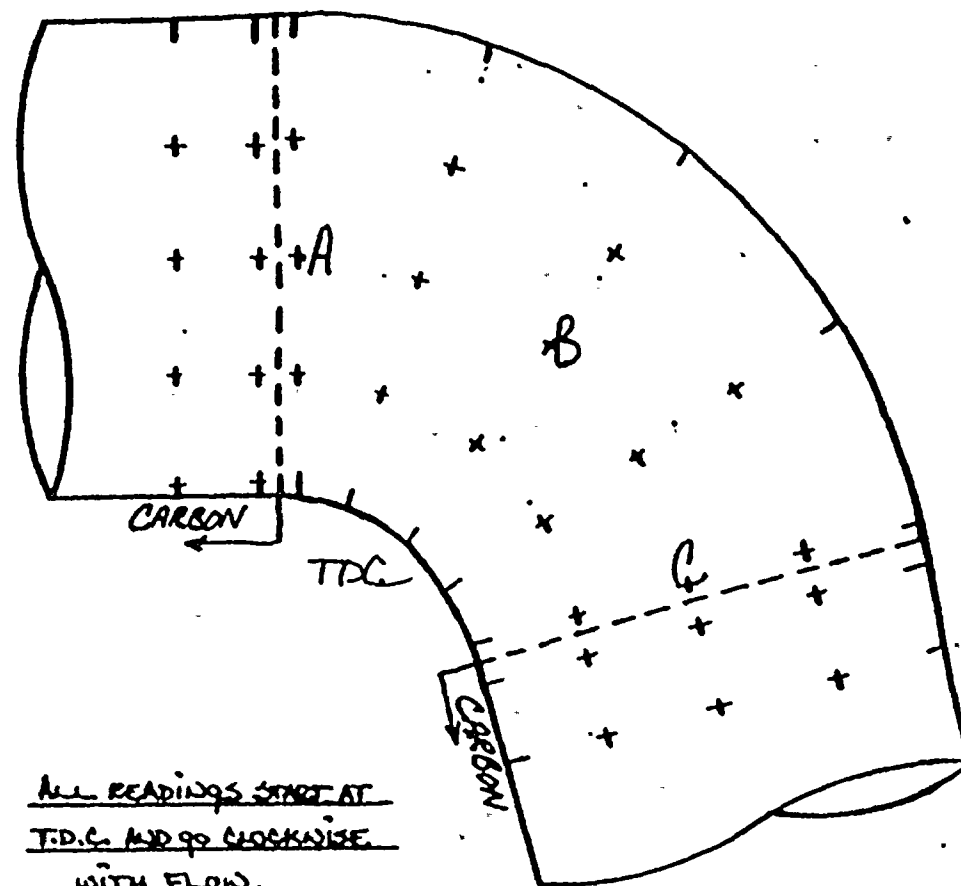 A
B
CARBON
TDC
C
CARBON
ALL READINGS START AT
T.D.C. AND GO CLOCKWISE
WITH FLOW.